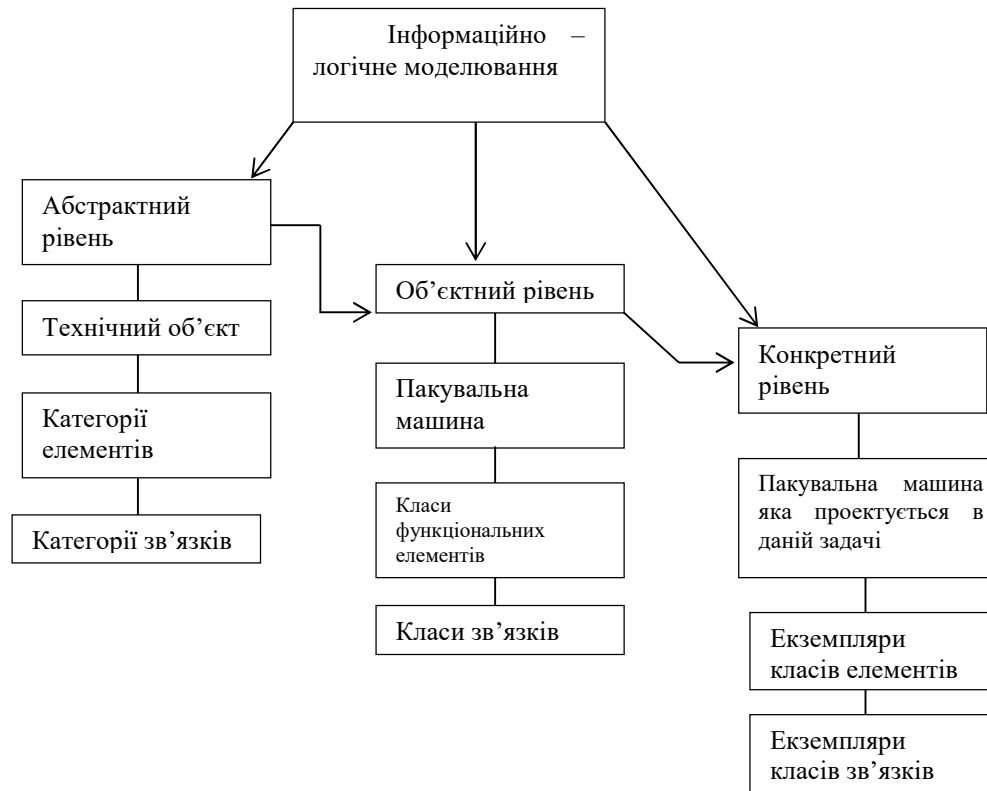 Інформаційно –
логічне моделювання
Абстрактний
рівень
Технічний об’єкт
Категорії
елементів
Категорії зв’язків
Об’єктний рівень
Пакувальна
машина
Класи
функціональних
елементів
Класи зв’язків
Конкретний
рівень
Пакувальна машина
яка проектується в
даній задачі
Екземпляри
класів елементів
Екземпляри
класів зв’язків